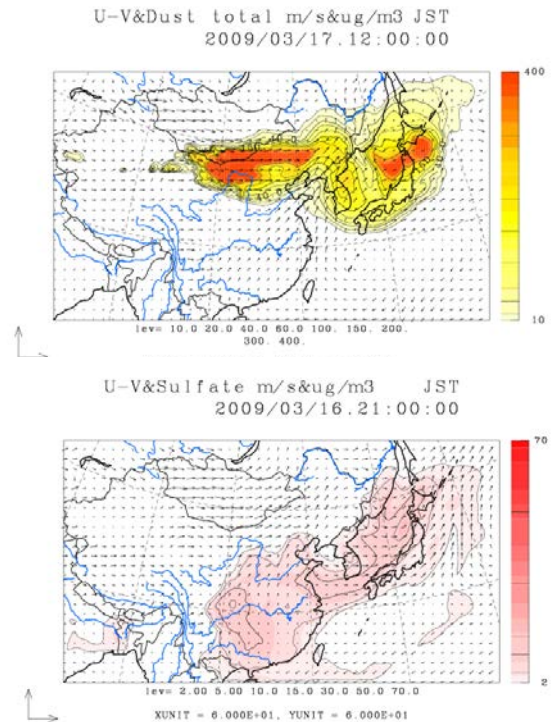 U-V&Dust total m/s&ug/m3 JST
2009/03/17.12:00:00
400
10
lev= 10.0 20.0 40.0 60.0 100. 150. 200.
300. 400.
U-V&Sulfate m/s&ug/m3 JST
2009/03/16.21:00:00
70
2
lev= 2.00 5.00 10.0 15.0 20.0 30.0 50.0 70.0
XUNIT = 6.000E+01, YUNIT = 6.000E+01